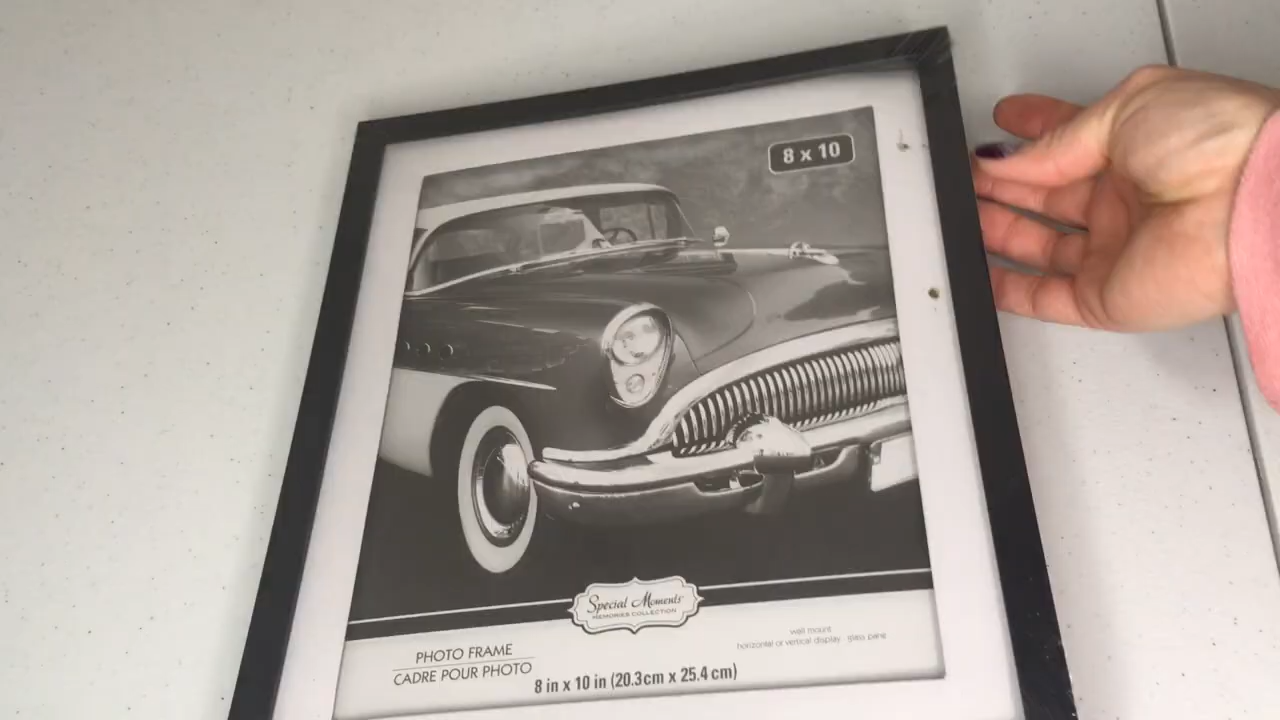 8 x 10
Special Moments
MEMORIES COLLECTION
PHOTO FRAME
CADRE POUR PHOTO
wall mount
horizontal or vertical display · glass pane
8 in x 10 in (20.3cm x 25.4 cm)